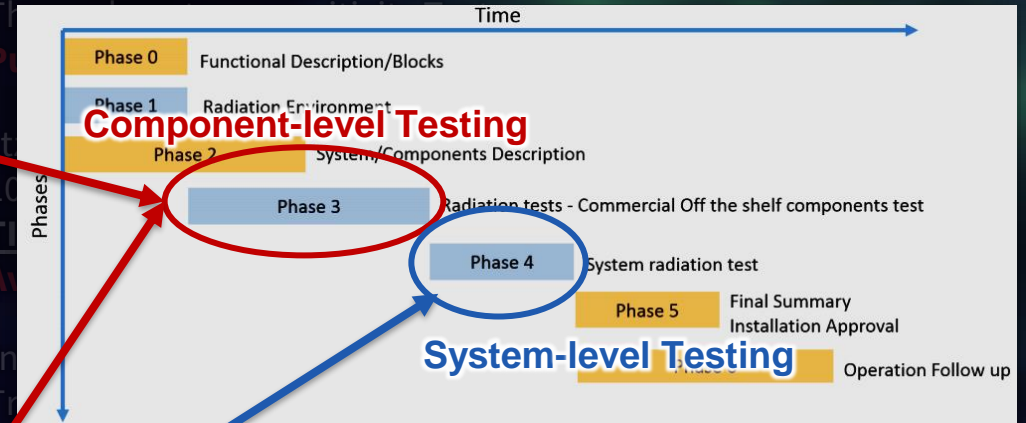 Time
Phases
Phase 0
Functional Description/Blocks
Phase 1
Radiation Environment
Component-level Testing
Phase 2
System/Components Description
Phase 3
Radiation tests - Commercial Off the shelf components test
Phase 4
System radiation test
Phase 5
Final Summary
Installation Approval
System-level Testing
Operation Follow up